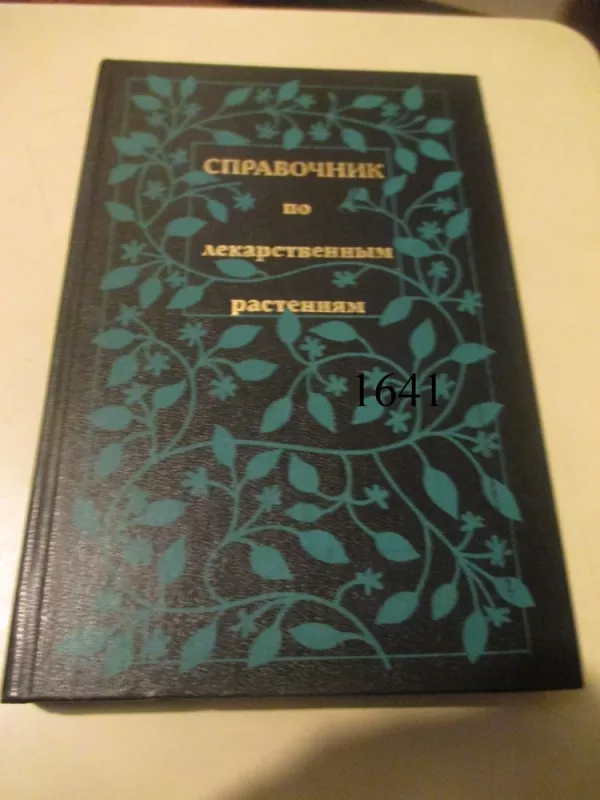 СПРАВОЧНИК
по
лекарственным
растениям
1641